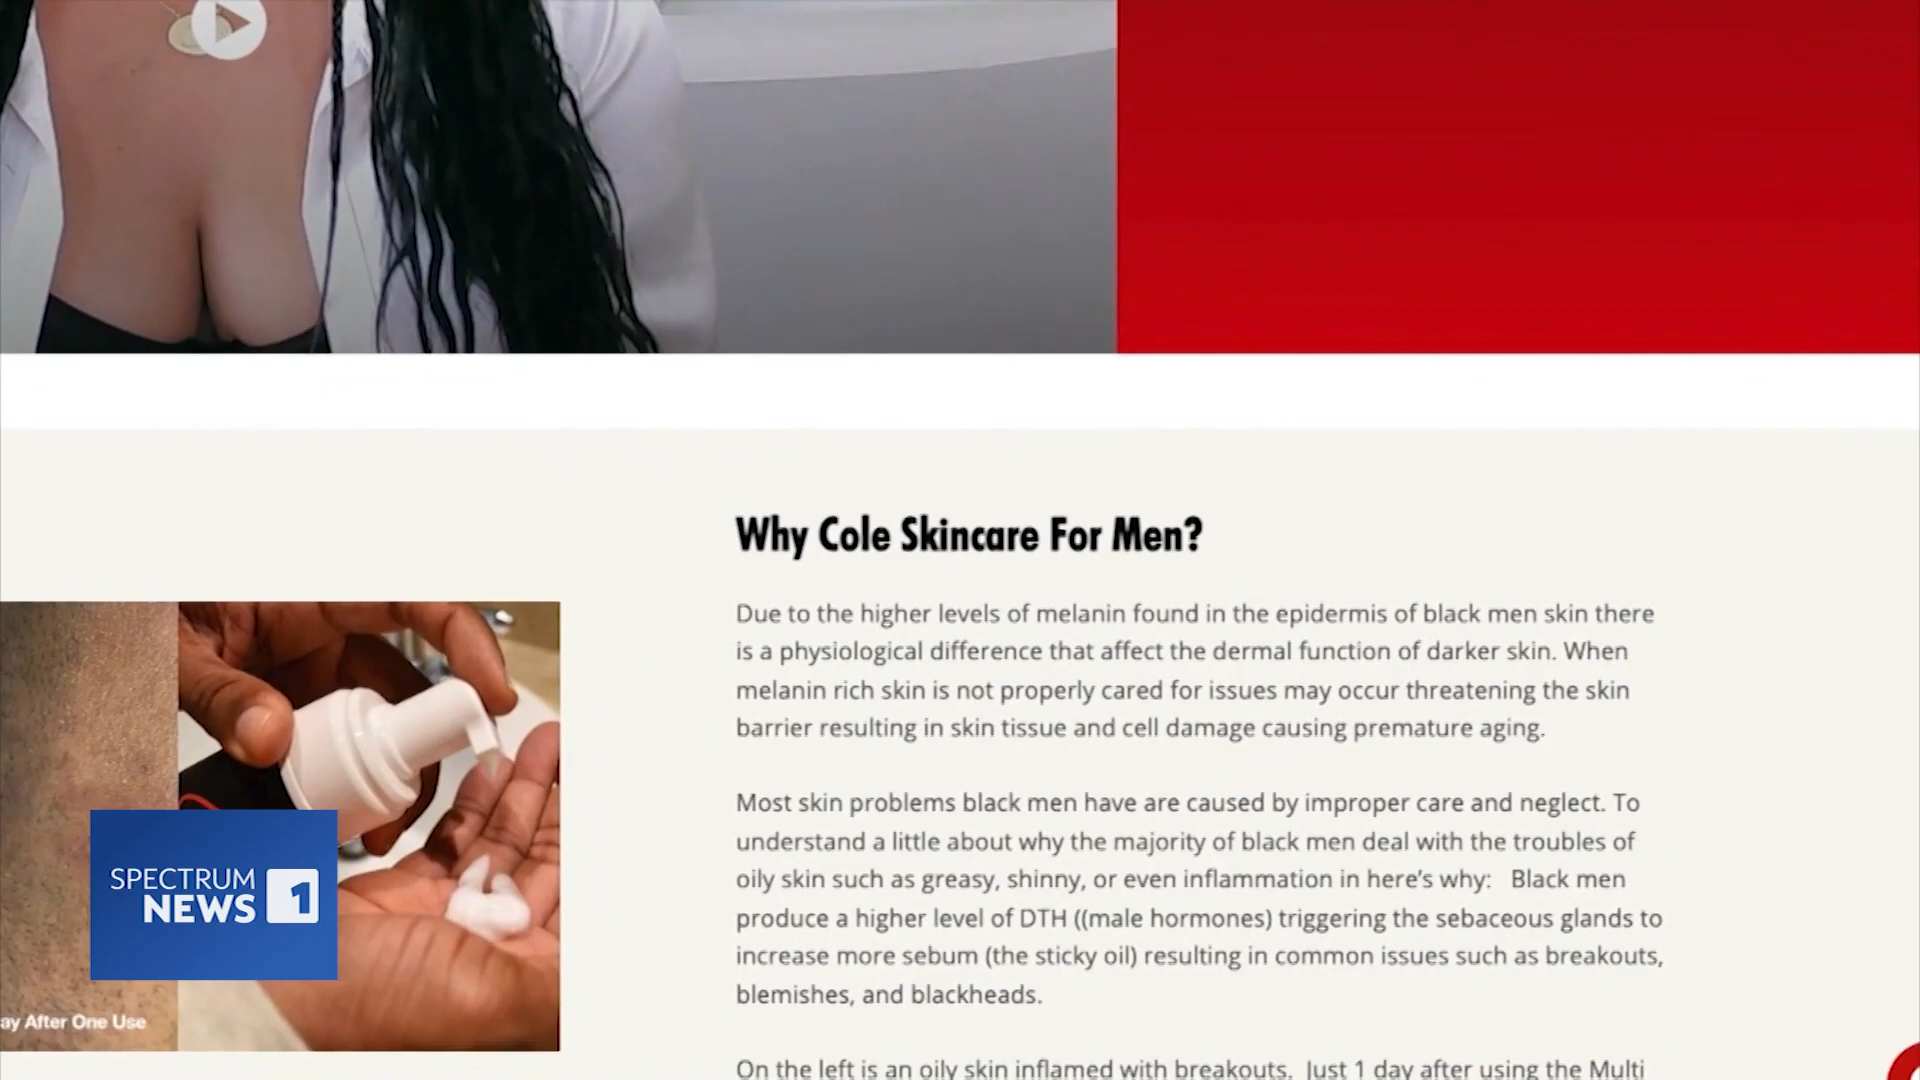 Why Cole Skincare For Men?
Due to the higher levels of melanin found in the epidermis of black men skin there
is a physiological difference that affect the dermal function of darker skin. When
melanin rich skin is not properly cared for issues may occur threatening the skin
barrier resulting in skin tissue and cell damage causing premature aging.
Most skin problems black men have are caused by improper care and neglect. To
understand a little about why the majority of black men deal with the troubles of
oily skin such as greasy, shinny, or even inflammation in here's why:   Black men
produce a higher level of DTH ((male hormones) triggering the sebaceous glands to
increase more sebum (the sticky oil) resulting in common issues such as breakouts,
blemishes, and blackheads.
On the left is an oily skin inflamed with breakouts.  Just 1 day after using the Multi
SPECTRUM
NEWS 1
ay After One Use